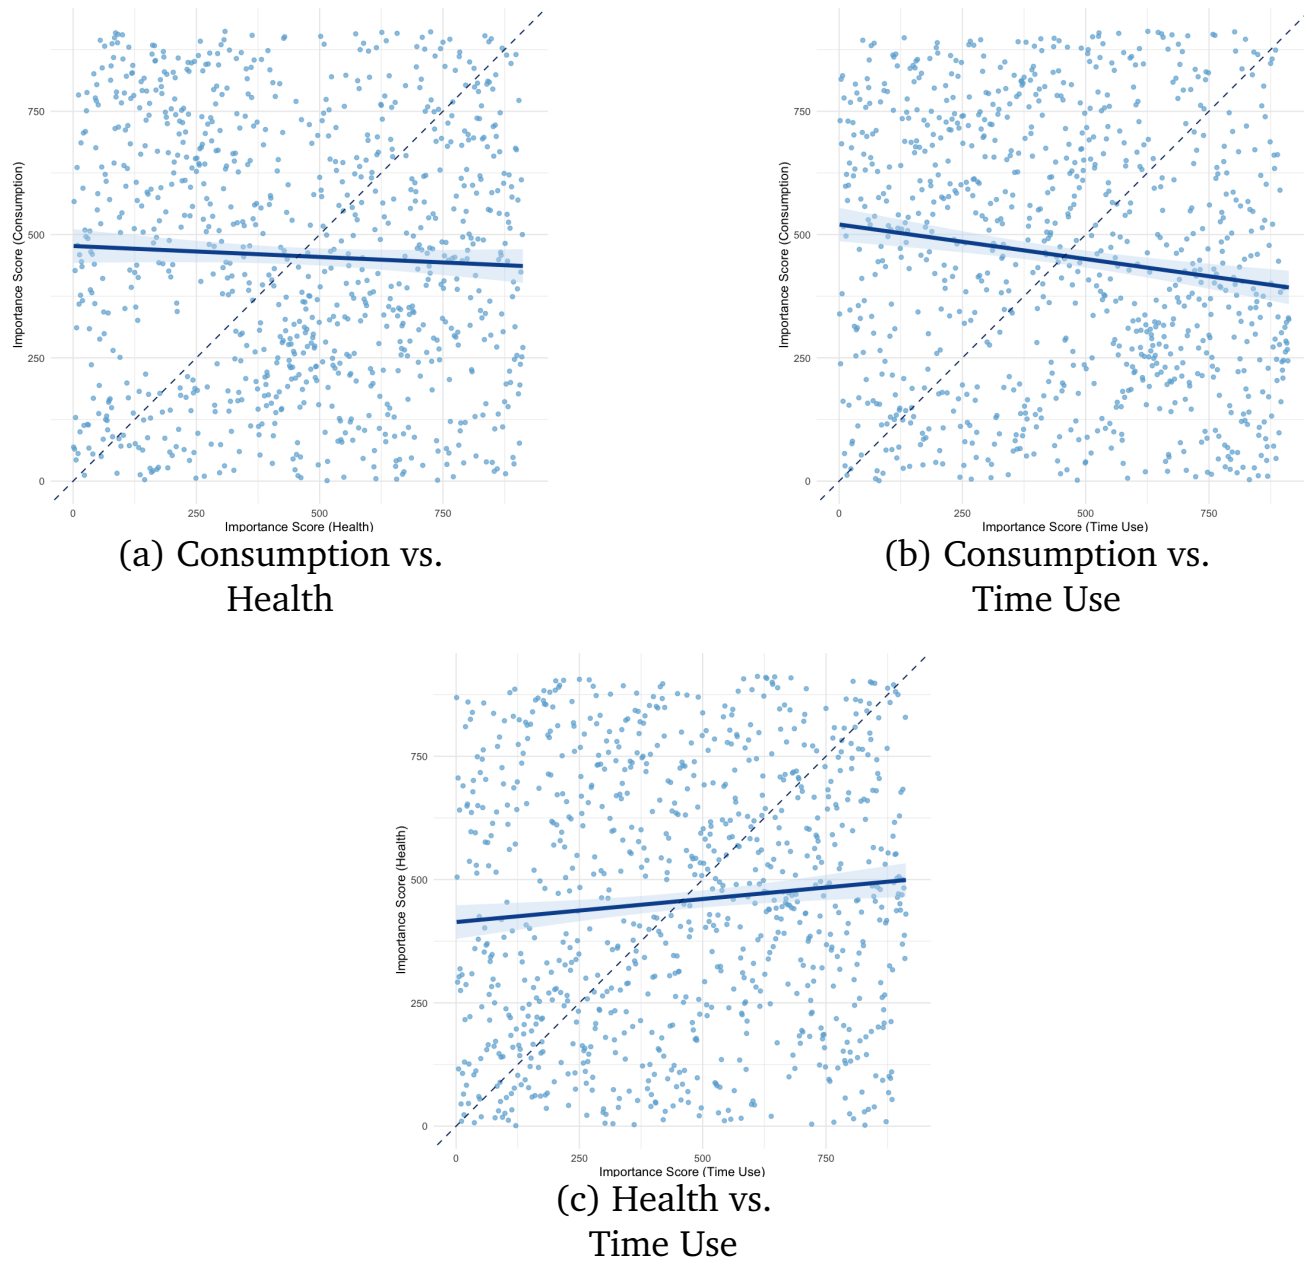 750
500
250
0
Importance Score (Consumption)
0 250 500 750
Importance Score (Health)
(a) Consumption vs.
Health
750
500
250
0
Importance Score (Consumption)
0 250 500 750
Importance Score (Time Use)
(b) Consumption vs.
Time Use
750
500
250
0
Importance Score (Health)
0 250 500 750
Importance Score (Time Use)
(c) Health vs.
Time Use